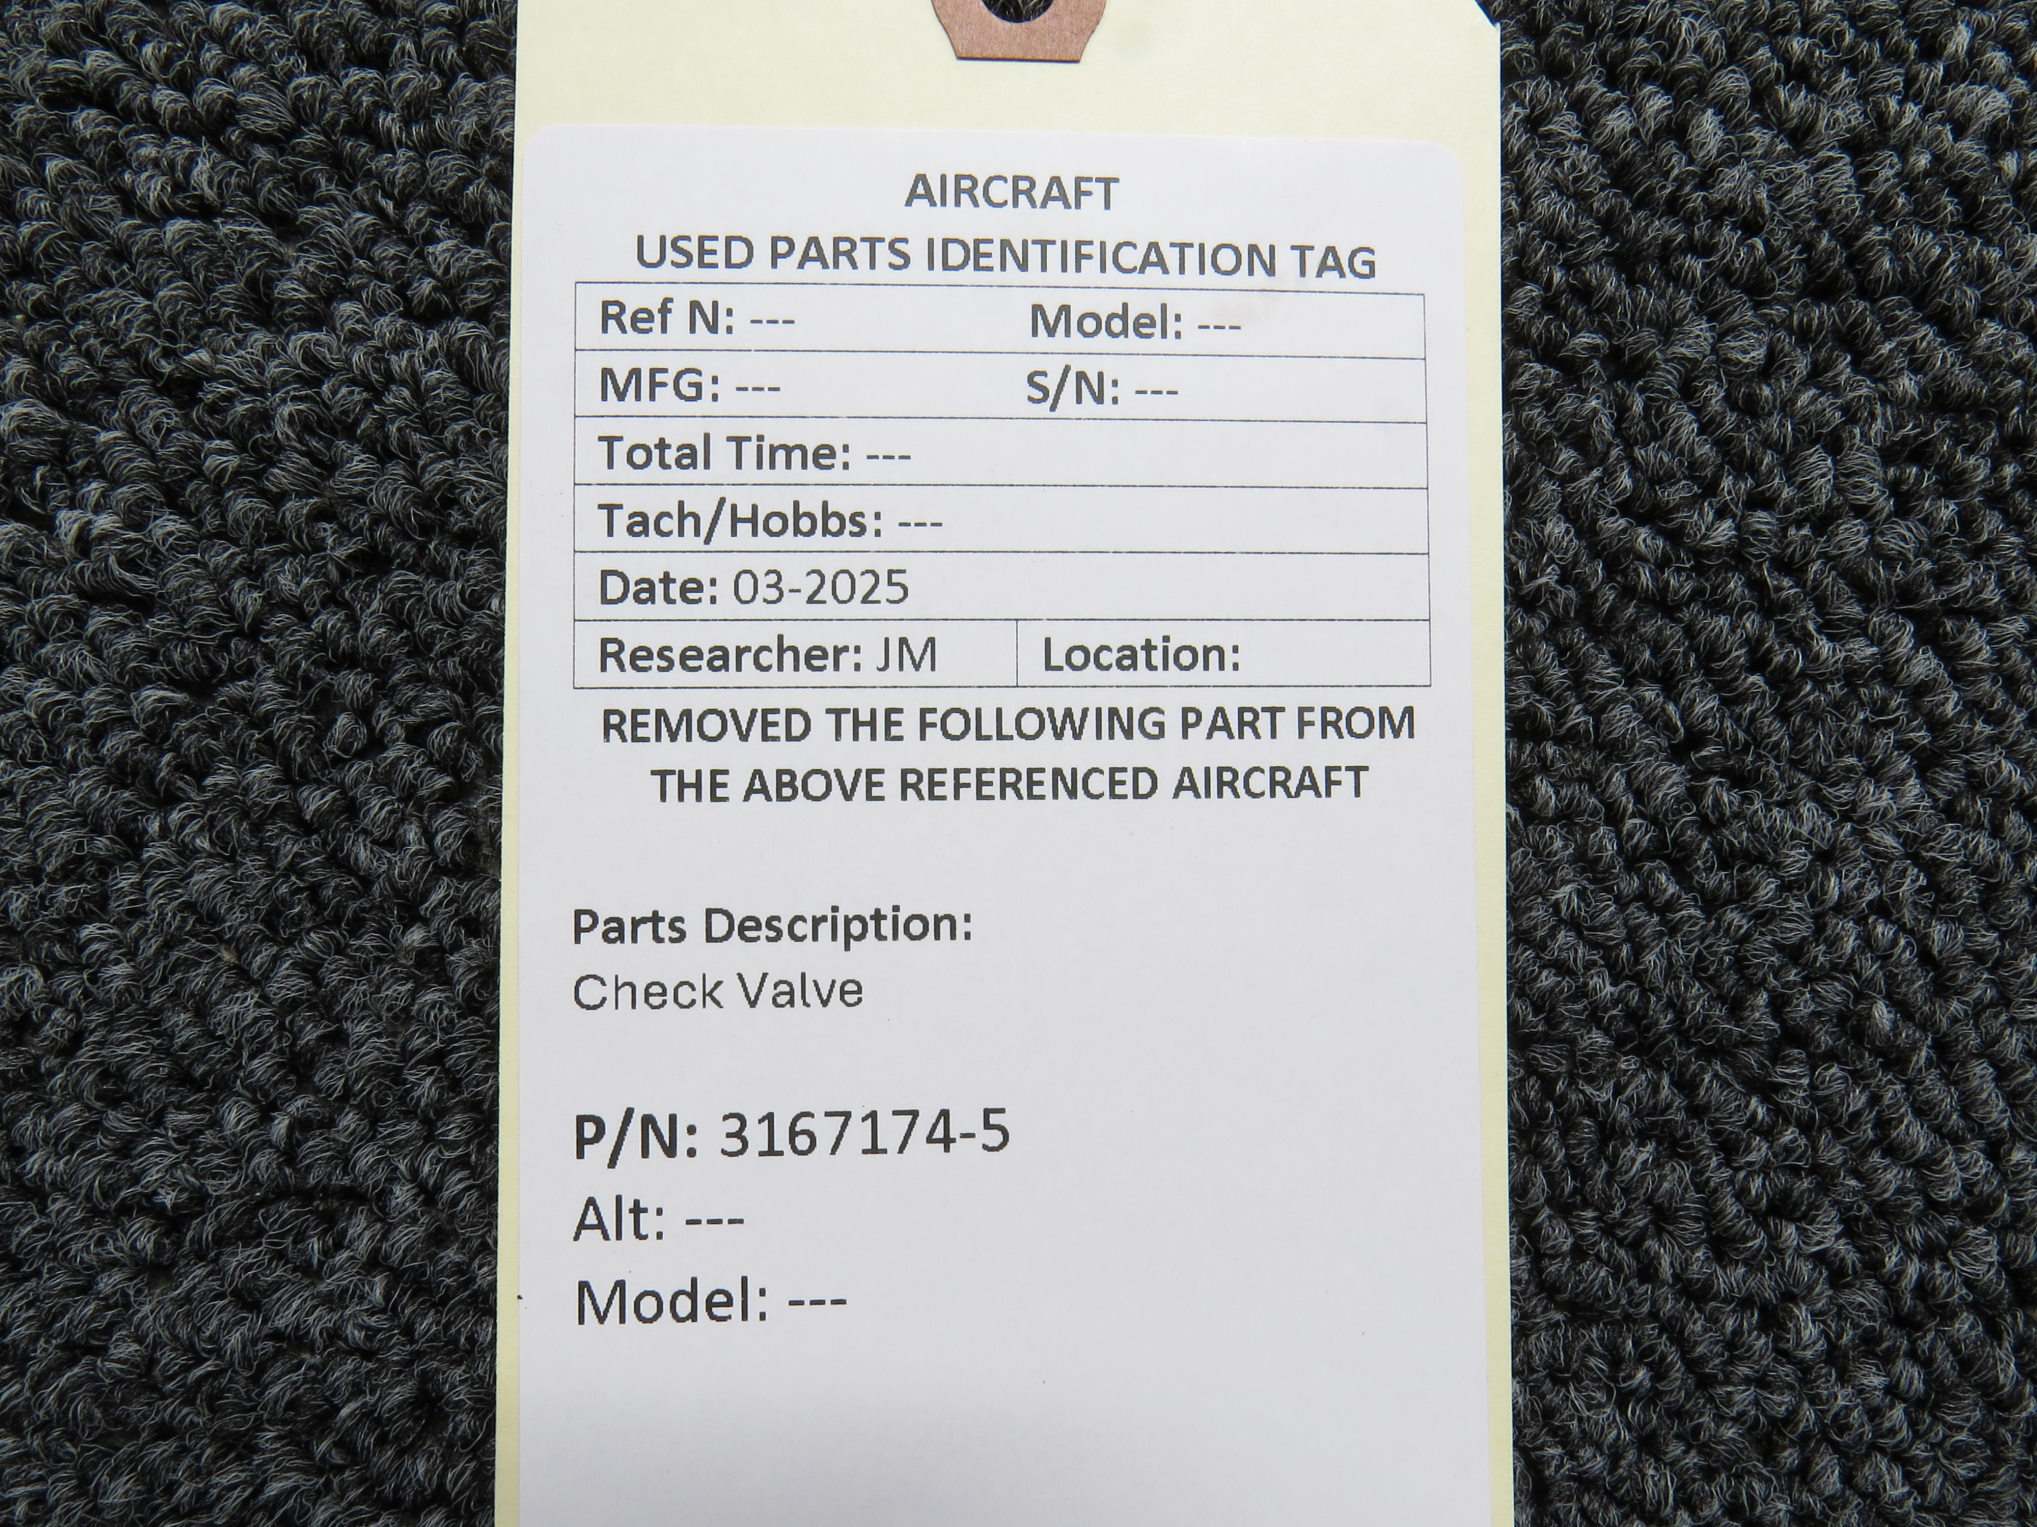 AIRCRAFT
USED PARTS IDENTIFICATION TAG
Ref N: --- Model: ---
MFG: --- S/N: ---
Total Time: ---
Tach/Hobbs: ---
Date: 03-2025
Researcher: JM Location:
REMOVED THE FOLLOWING PART FROM
THE ABOVE REFERENCED AIRCRAFT
Parts Description:
Check Valve
P/N: 3167174-5
Alt: ---
Model: ---